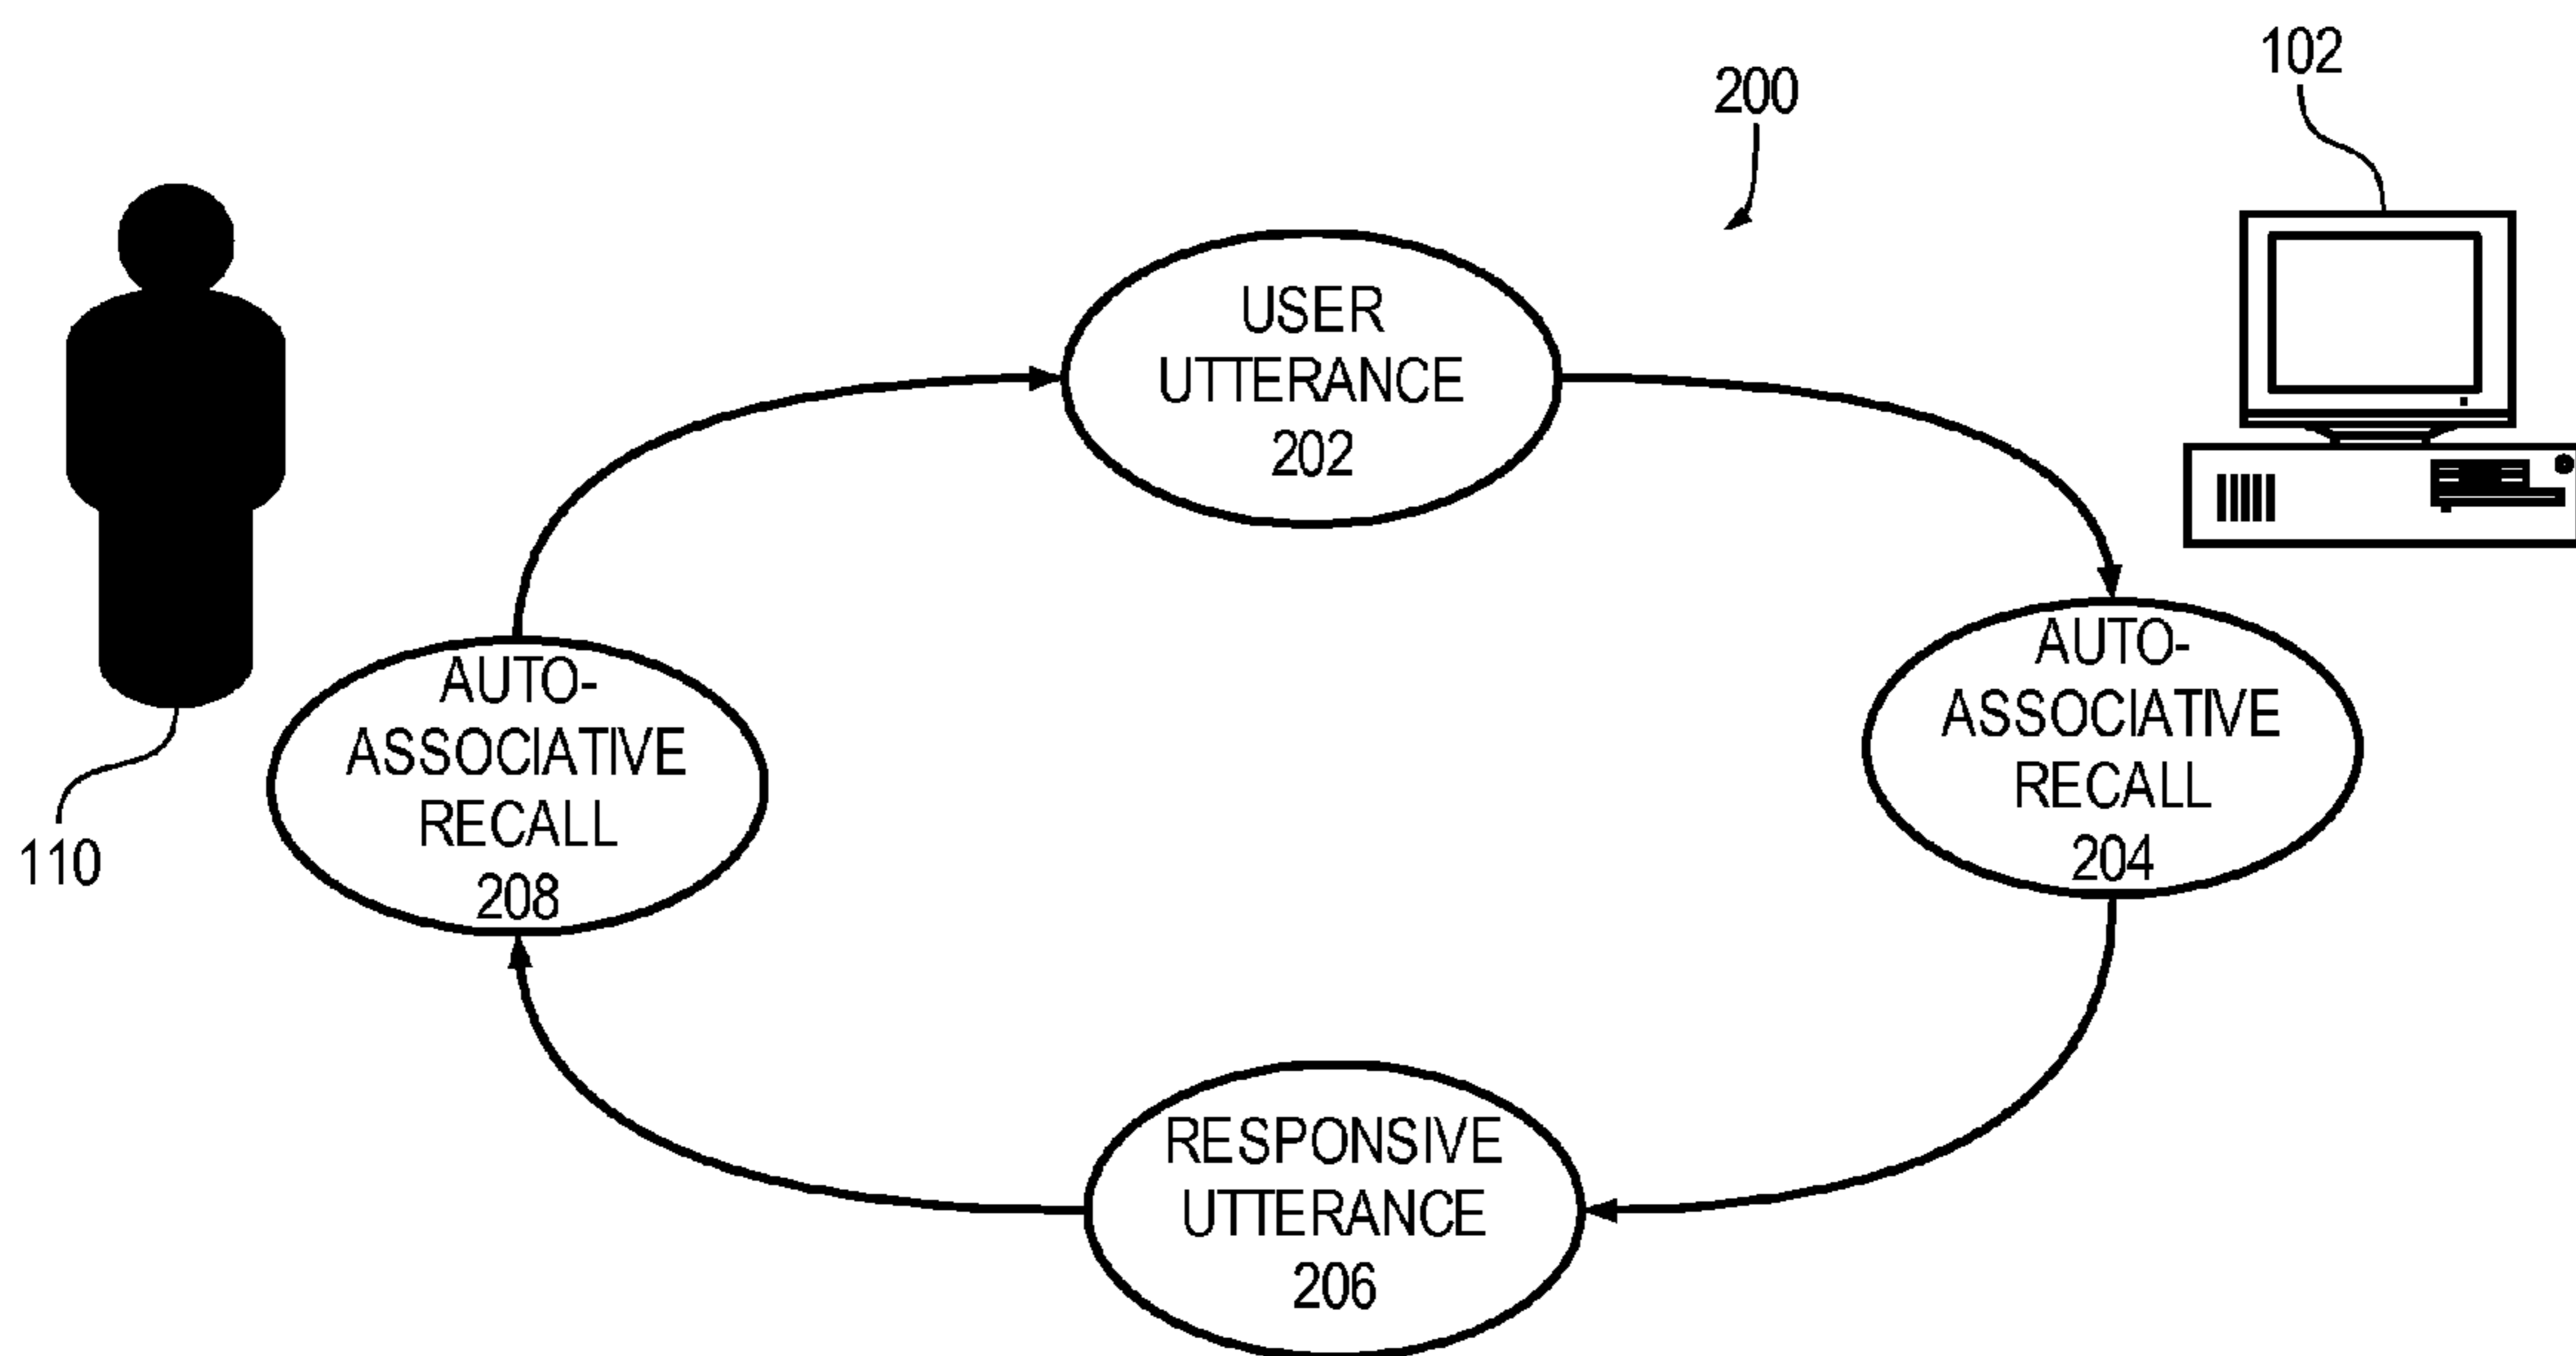 102
200
USER
UTTERANCE
202
AUTO-
ASSOCIATIVE
RECALL
204
AUTO-
ASSOCIATIVE
RECALL
208
110
RESPONSIVE
UTTERANCE
206